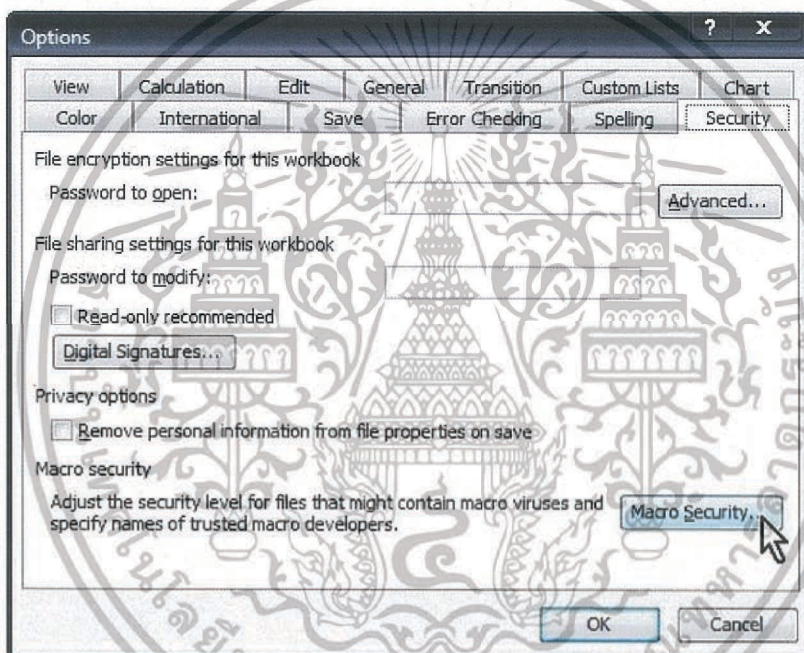 Options
? X
View Calculation Edit General Transition Custom Lists Chart
Color International Save Error Checking Spelling Security
File encryption settings for this workbook
Password to open:
Advanced...
File sharing settings for this workbook
Password to modify:
Read-only recommended
Digital Signatures...
Privacy options
Remove personal information from file properties on save
Macro security
Adjust the security level for files that might contain macro viruses and
specify names of trusted macro developers.
Macro Security...
OK Cancel